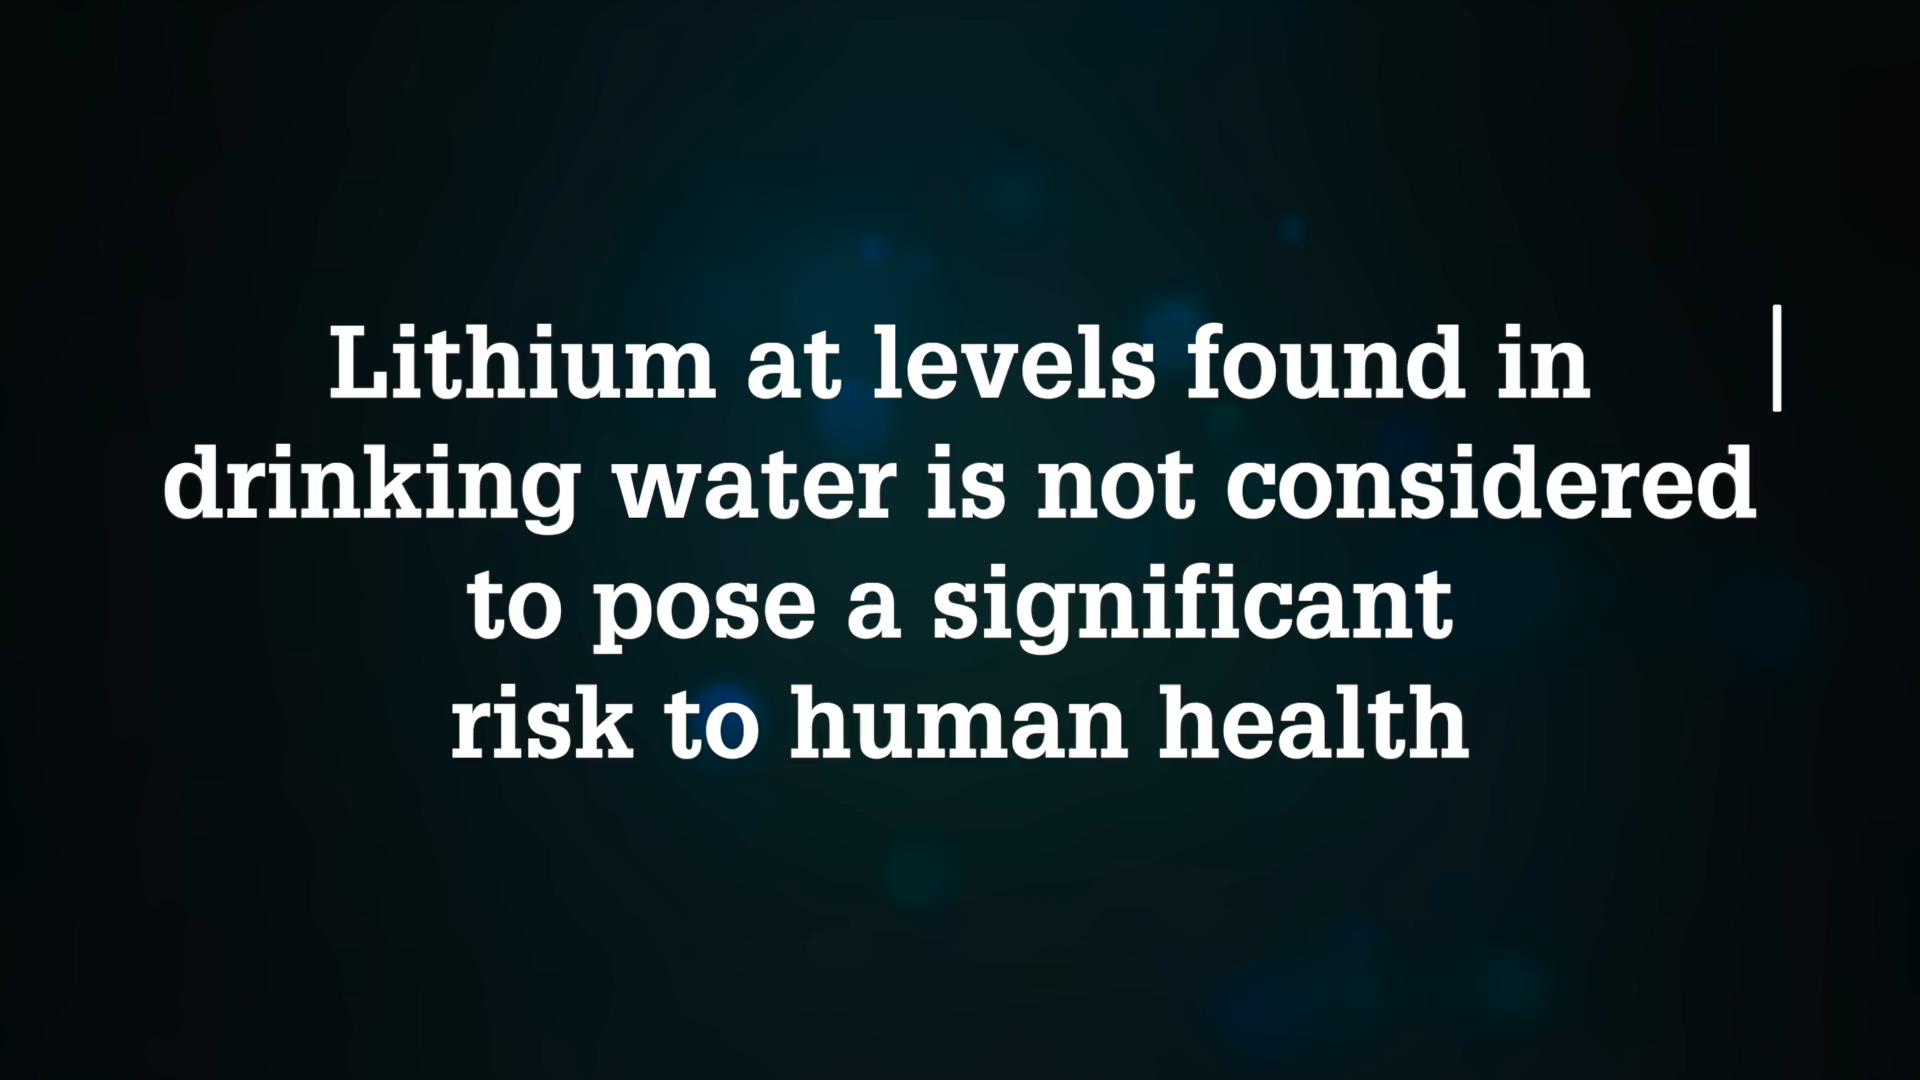 Lithium at levels found in
drinking water is not considered
to pose a significant
risk to human health